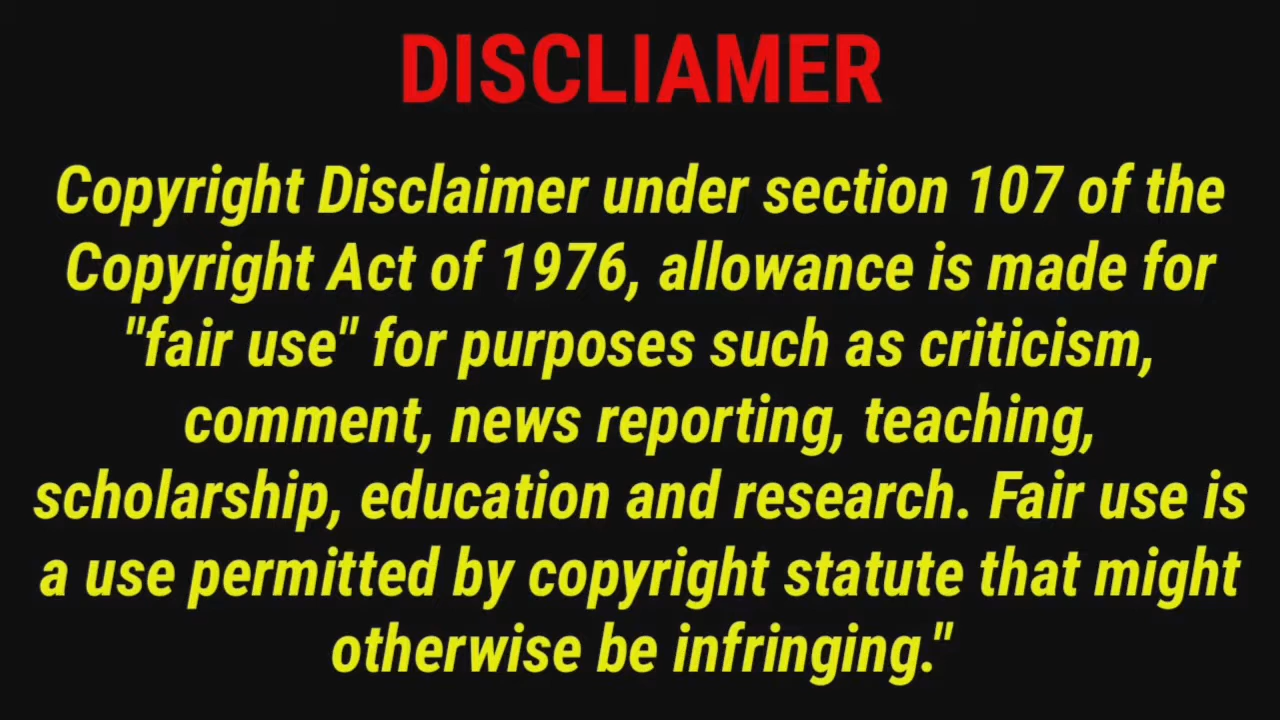 DISCLIAMER
Copyright Disclaimer under section 107 of the
Copyright Act of 1976, allowance is made for
"fair use" for purposes such as criticism,
comment, news reporting, teaching,
scholarship, education and research. Fair use is
a use permitted by copyright statute that might
otherwise be infringing."